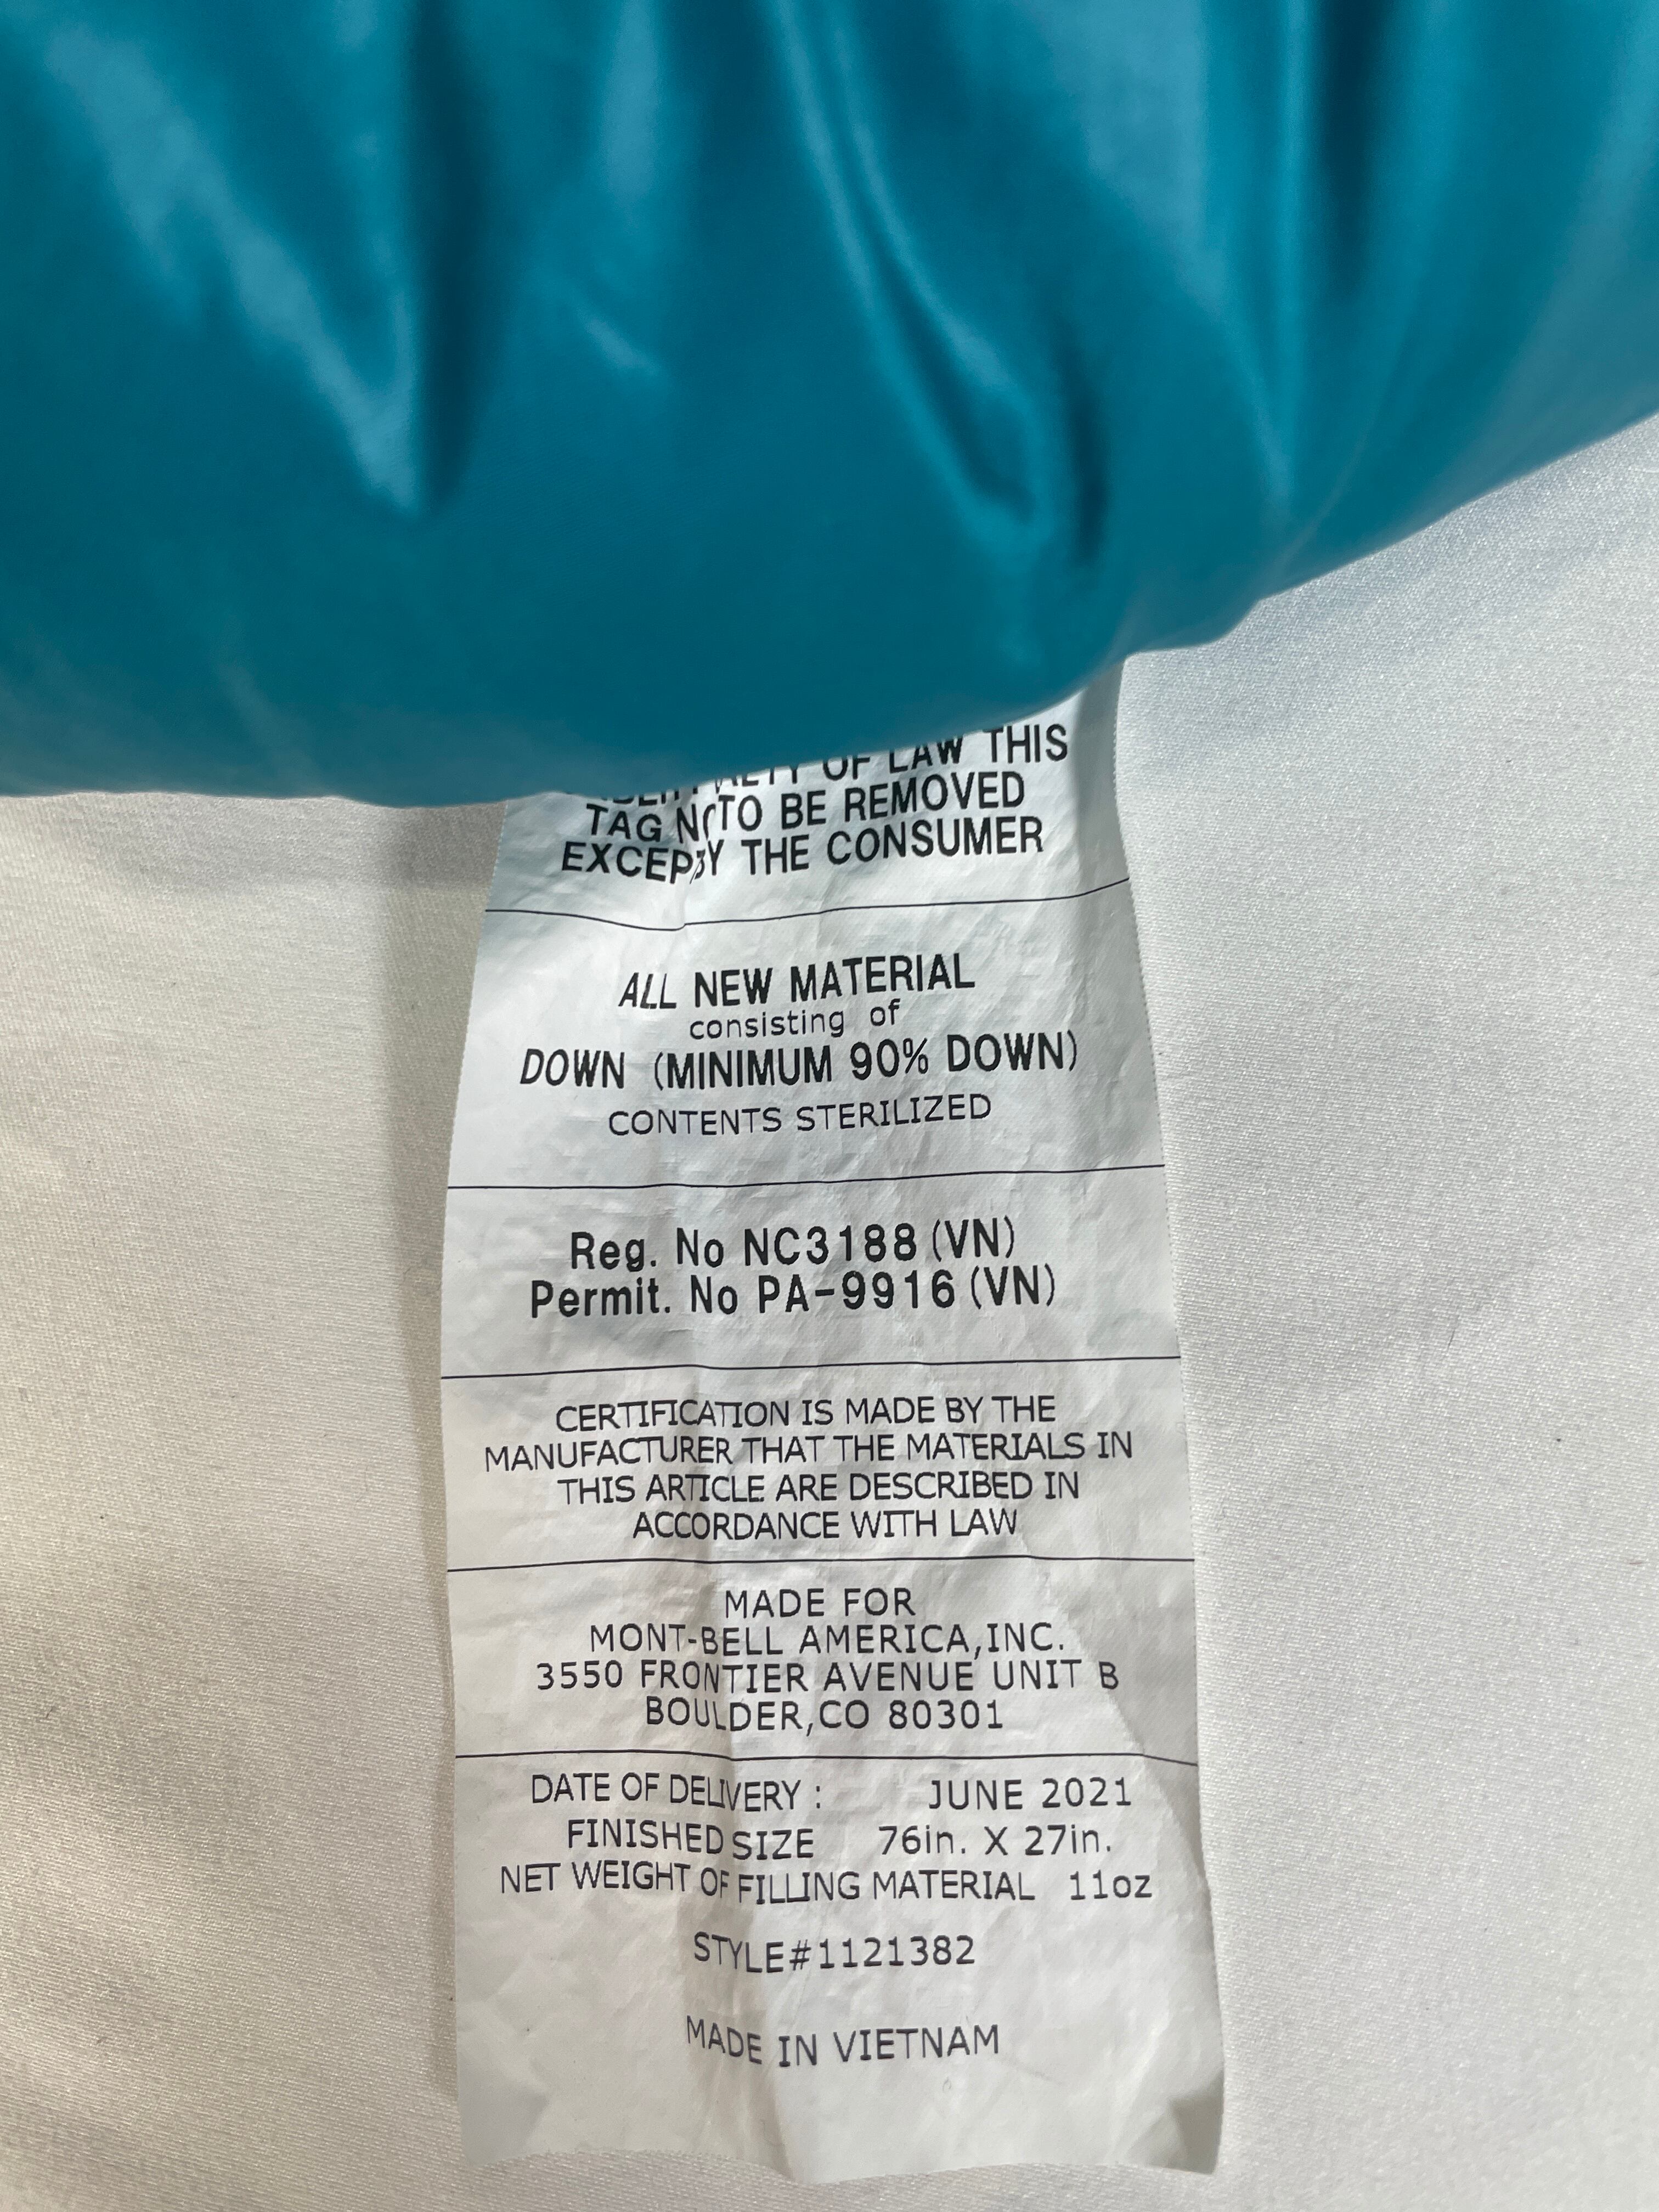 OF LAW THIS
TAG TO BE REMOVED
THE CONSUMER
ALL NEW MATERIAL
consisting of
DOWN (MINIMUM 90% DOWN)
CONTENTS STERILIZED
Reg. No NC3188 (VN)
Permit. No PA-9916 (VN)
CERTIFICATION IS MADE BY THE
MANUFACTURER THAT THE MATERIALS IN
THIS ARTICLE ARE DESCRIBED IN
ACCORDANCE WITH LAW
MADE FOR
MONT-BELL AMERICA,INC.
3550 FRONTIER AVENUE UNIT B
BOULDER,CO 80301
DATE OF DELIVERY : JUNE 2021
FINISHED SIZE 76in. X 27in.
NET WEIGHT OF FILLING MATERIAL 11oz
STYLE#1121382
MADE IN VIETNAM